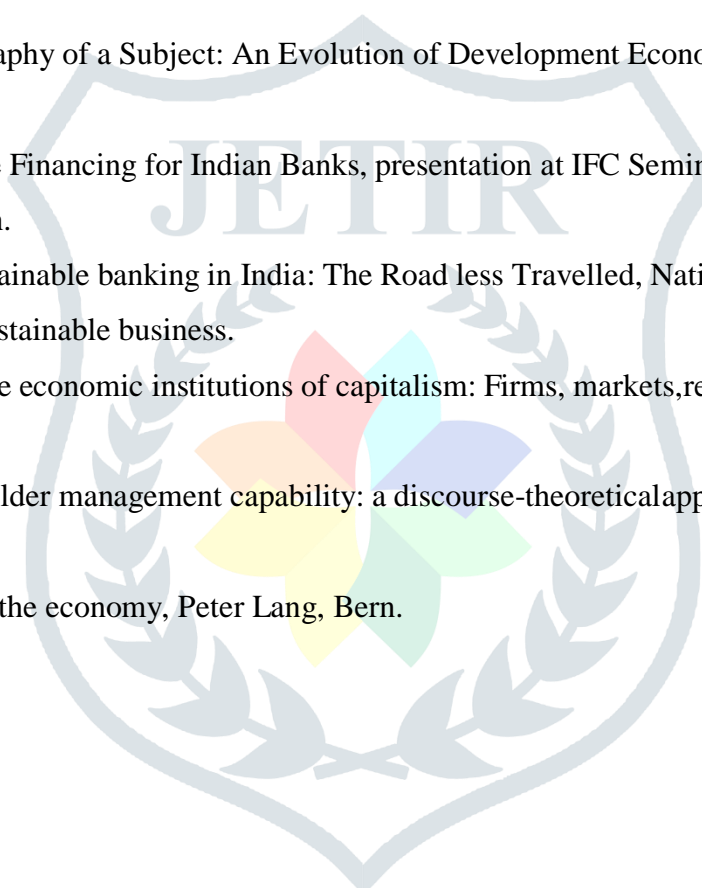 aphy of a Subject: An Evolution of Development Econo
JETIR
e Financing for Indian Banks, presentation at IFC Semin
n.
tainable banking in India: The Road less Travelled, Nati
stainable business.
e economic institutions of capitalism: Firms, markets,re
lder management capability: a discourse-theoreticalapp
the economy, Peter Lang, Bern.